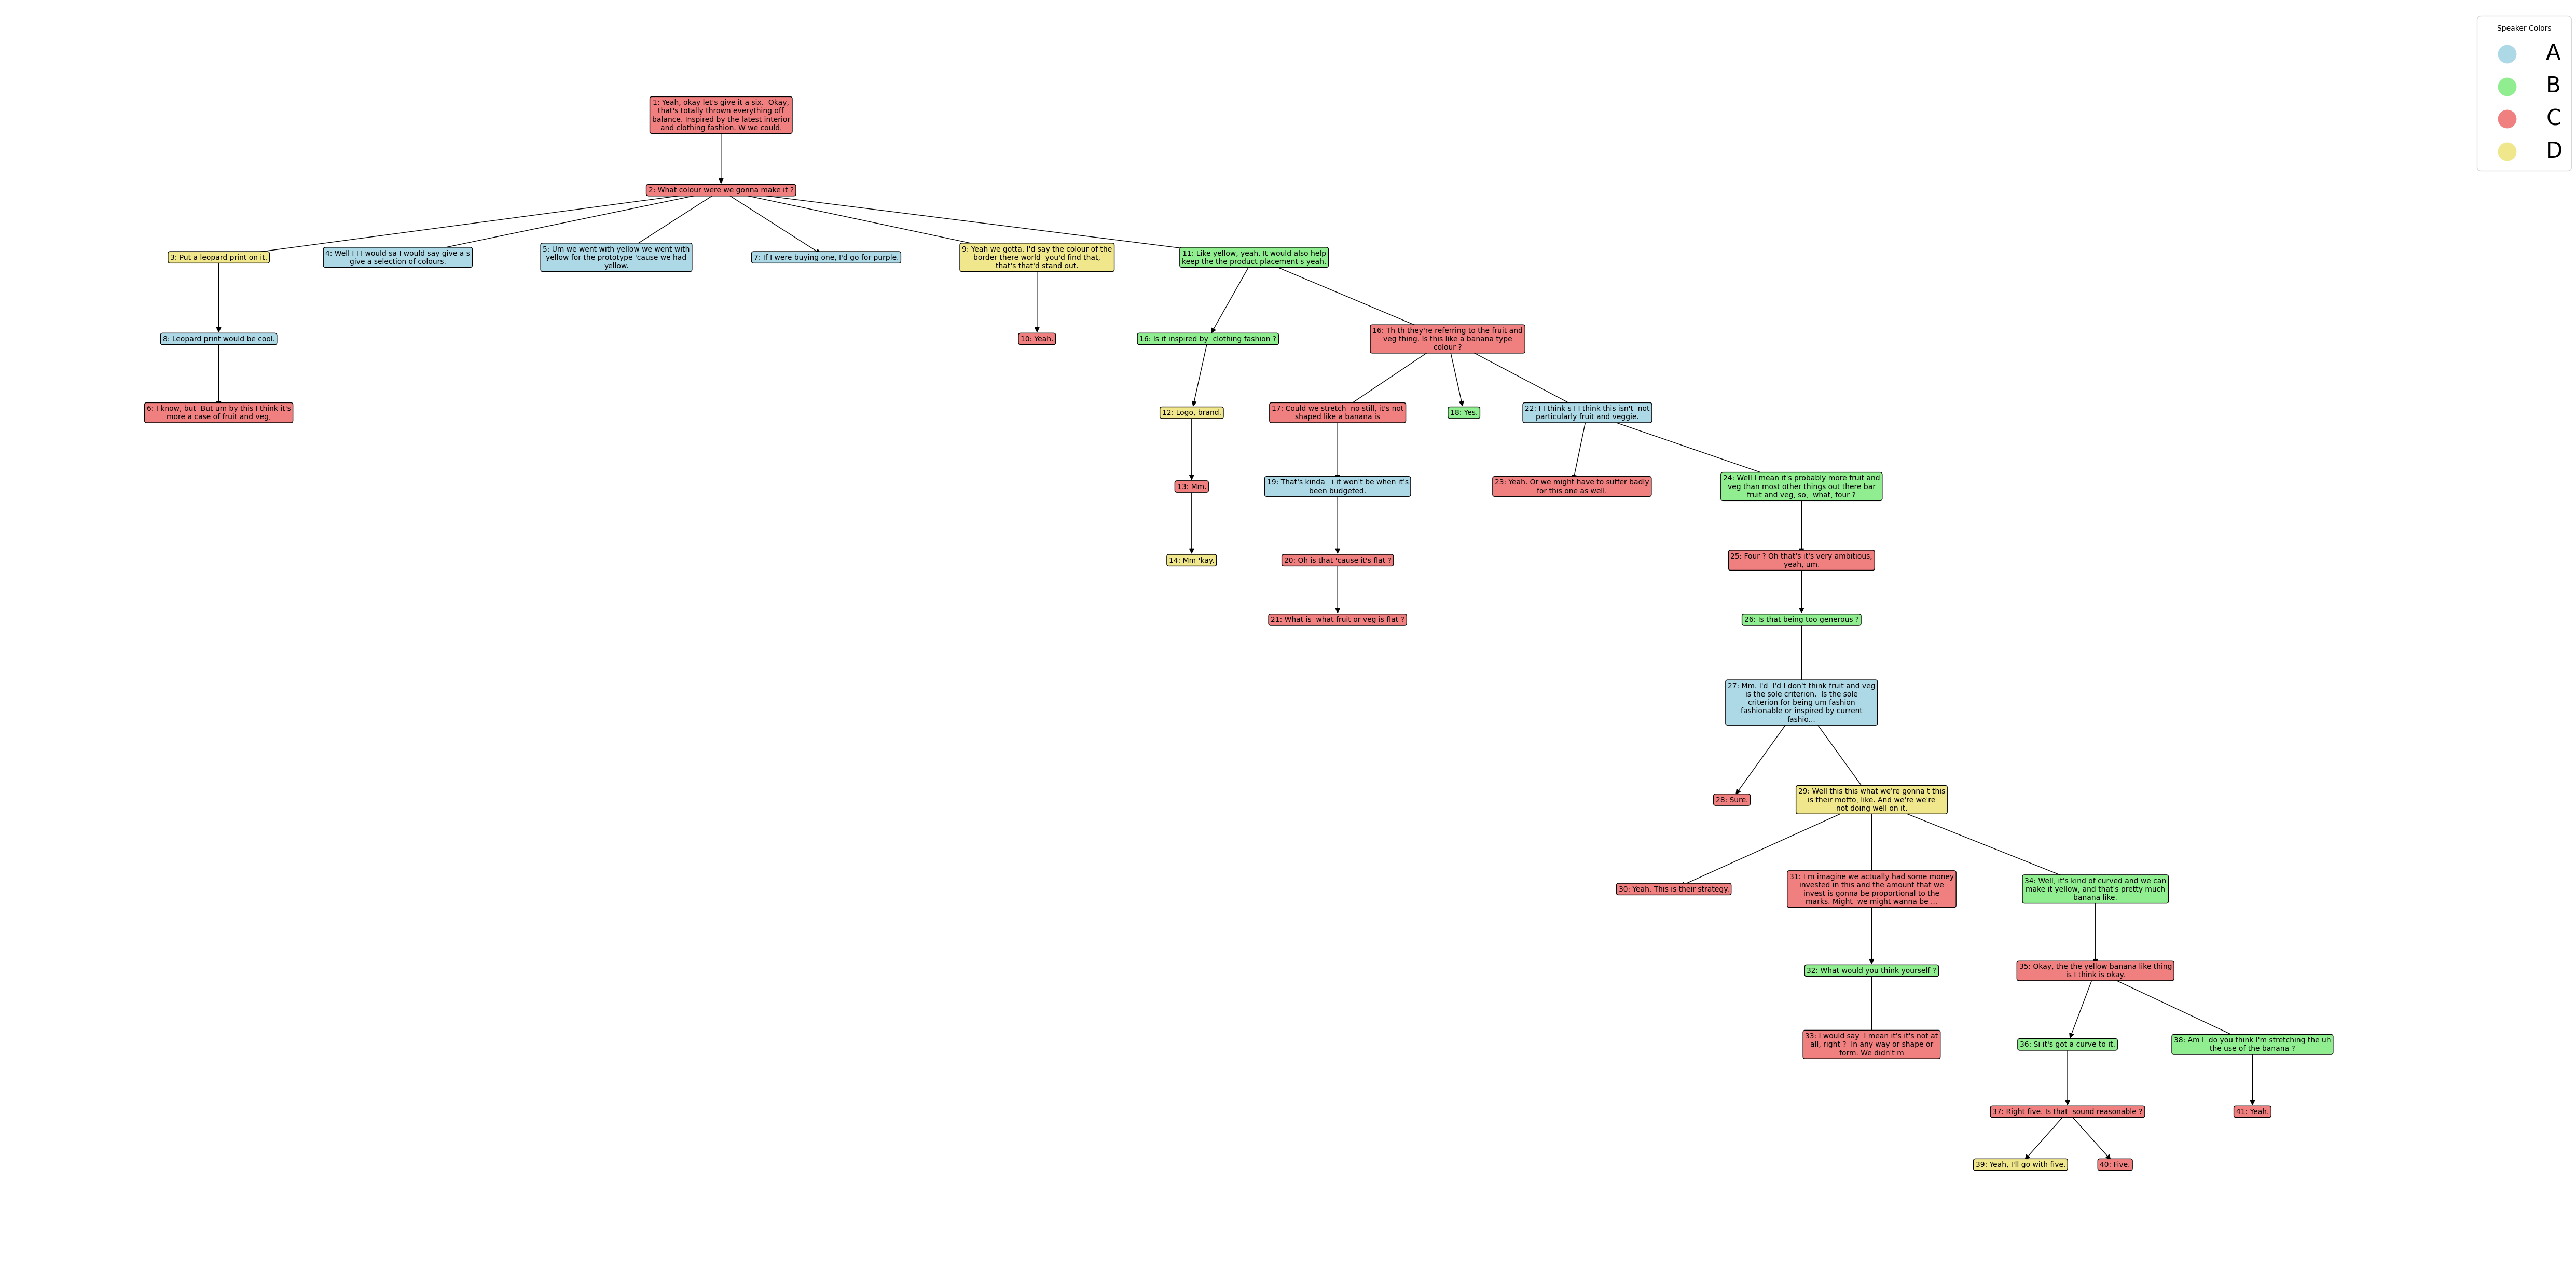 Speaker Colors
A
B
C
D
1: Yeah, okay let's give it a six.  Okay,
that's totally thrown everything off
balance. Inspired by the latest interior
and clothing fashion. W we could.
2: What colour were we gonna make it ?
3: Put a leopard print on it.
4: Well I I I would sa I would say give a s
give a selection of colours.
5: Um we went with yellow we went with
yellow for the prototype 'cause we had
yellow.
7: If I were buying one, I'd go for purple.
9: Yeah we gotta. I'd say the colour of the
border there world  you'd find that,
that's that'd stand out.
11: Like yellow, yeah. It would also help
keep the the product placement s yeah.
8: Leopard print would be cool.
10: Yeah.
16: Is it inspired by  clothing fashion ?
16: Th th they're referring to the fruit and
veg thing. Is this like a banana type
colour ?
6: I know, but  But um by this I think it's
more a case of fruit and veg,
12: Logo, brand.
17: Could we stretch  no still, it's not
shaped like a banana is
18: Yes.
22: I I think s I I think this isn't  not
particularly fruit and veggie.
13: Mm.
19: That's kinda   i it won't be when it's
been budgeted.
23: Yeah. Or we might have to suffer badly
for this one as well.
24: Well I mean it's probably more fruit and
veg than most other things out there bar
fruit and veg, so,  what, four ?
14: Mm 'kay.
20: Oh is that 'cause it's flat ?
25: Four ? Oh that's it's very ambitious,
yeah, um.
21: What is  what fruit or veg is flat ?
26: Is that being too generous ?
27: Mm. I'd  I'd I don't think fruit and veg
is the sole criterion.  Is the sole
criterion for being um fashion
fashionable or inspired by current
fashio...
28: Sure.
29: Well this this what we're gonna t this
is their motto, like. And we're we're
not doing well on it.
30: Yeah. This is their strategy.
31: I m imagine we actually had some money
invested in this and the amount that we
invest is gonna be proportional to the
marks. Might  we might wanna be ...
34: Well, it's kind of curved and we can
make it yellow, and that's pretty much
banana like.
32: What would you think yourself ?
35: Okay, the the yellow banana like thing
is I think is okay.
33: I would say  I mean it's it's not at
all, right ?  In any way or shape or
form. We didn't m
36: Si it's got a curve to it.
38: Am I  do you think I'm stretching the uh
the use of the banana ?
37: Right five. Is that  sound reasonable ?
41: Yeah.
39: Yeah, I'll go with five.
40: Five.